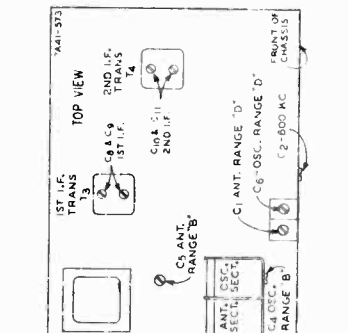 7A41-573
TOP VIEW
2ND I.F.
TRANS
T4
C10 & C11
2ND I.F.
C8 & C9
1ST I.F.
1ST I.F.
TRANS
T3
FRONT OF
CHASSIS
C1 ANT. RANGE "D"
C6-OSC. RANGE "D"
C2-600 KC
C5 ANT.
RANGE "B"
ANT. SECT.
OSC. SECT.
C4 OSC.
RANGE "B"